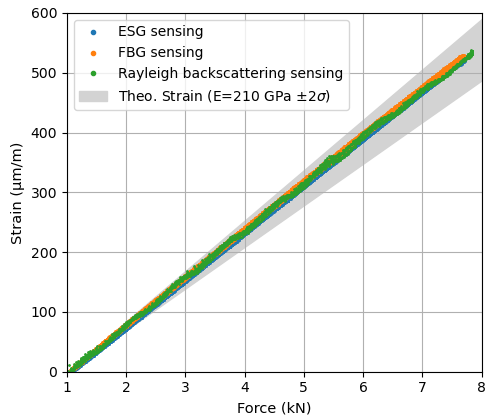 600
500
400
300
200
100
0
Strain (µm/m)
ESG sensing
FBG sensing
Rayleigh backscattering sensing
Theo. Strain (E=210 GPa ±2σ)
1 2 3 4 5 6 7 8
Force (kN)